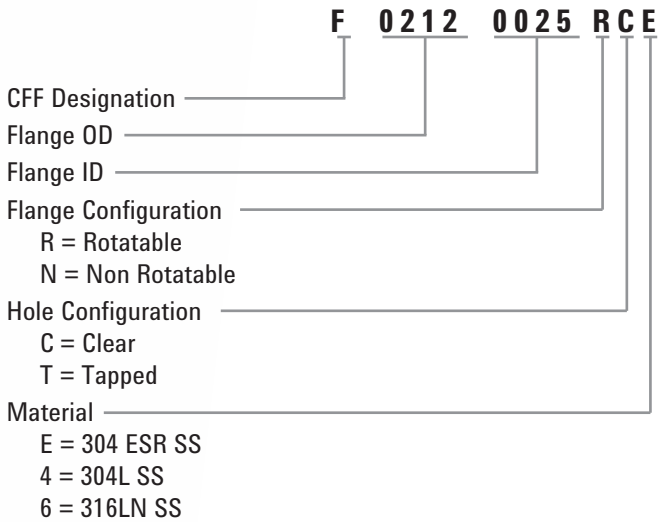 F 0212 0025 R C E
CFF Designation
Flange OD
Flange ID
Flange Configuration
R = Rotatable
N = Non Rotatable
Hole Configuration
C = Clear
T = Tapped
Material
E = 304 ESR SS
4 = 304L SS
6 = 316LN SS